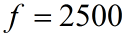 f = 2500